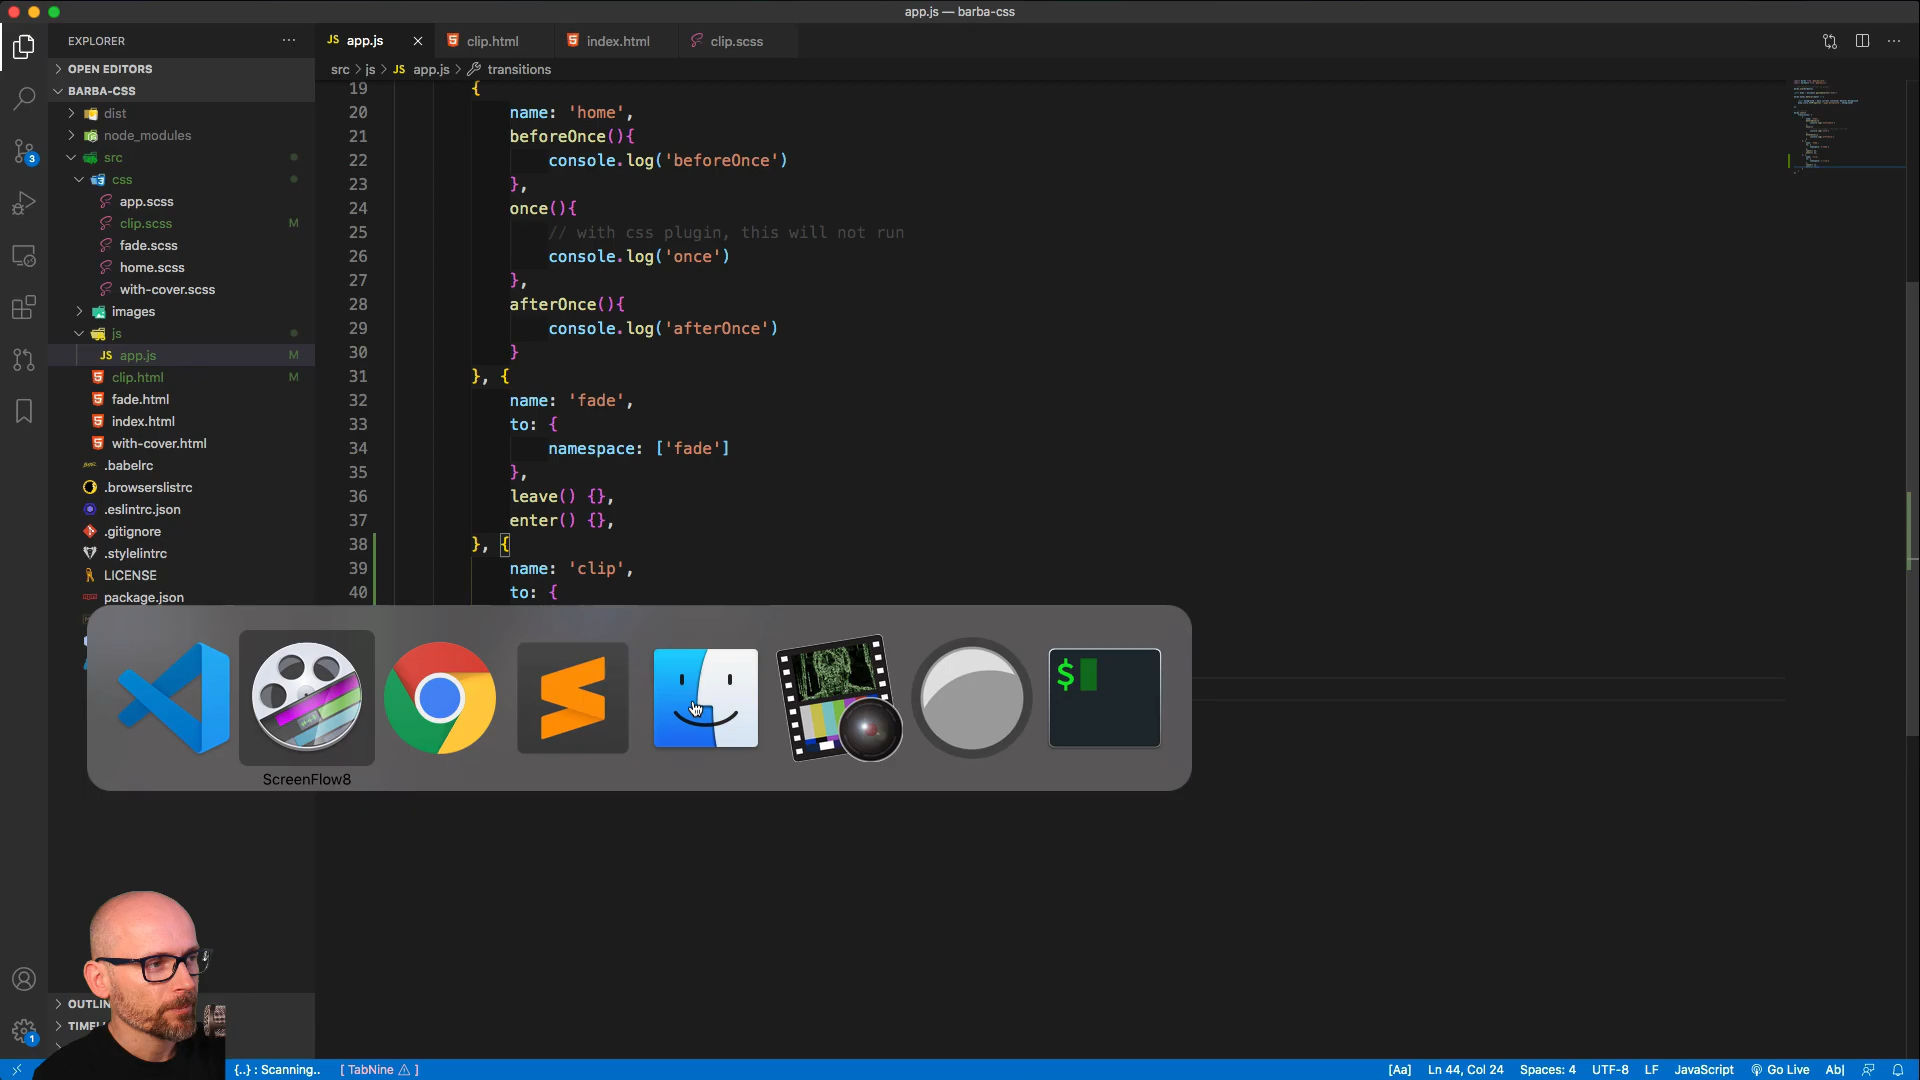 app.js — barba-css
EXPLORER
OPEN EDITORS
BARBA-CSS
dist
node_modules
src
css
app.scss
clip.scss M
fade.scss
home.scss
with-cover.scss
images
js
app.js M
clip.html M
fade.html
index.html
with-cover.html
.babelrc
.browserslistrc
.eslintrc.json
.gitignore
.stylelintrc
LICENSE
package.json
OUTLIN
TIMEL
3
1
JS app.js
clip.html
index.html
clip.scss
src > js > JS app.js > transitions
19 {
20 name: 'home',
21 beforeOnce(){
22 console.log('beforeOnce')
23 },
24 once(){
25 // with css plugin, this will not run
26 console.log('once')
27 },
28 afterOnce(){
29 console.log('afterOnce')
30 }
31 }, {
32 name: 'fade',
33 to: {
34 namespace: ['fade']
35 },
36 leave() {},
37 enter() {},
38 }, {
39 name: 'clip',
40 to: {
$
ScreenFlow8
{..} : Scanning.. [ TabNine ⚠ ]
[Aa] Ln 44, Col 24 Spaces: 4 UTF-8 LF JavaScript Go Live Ab|